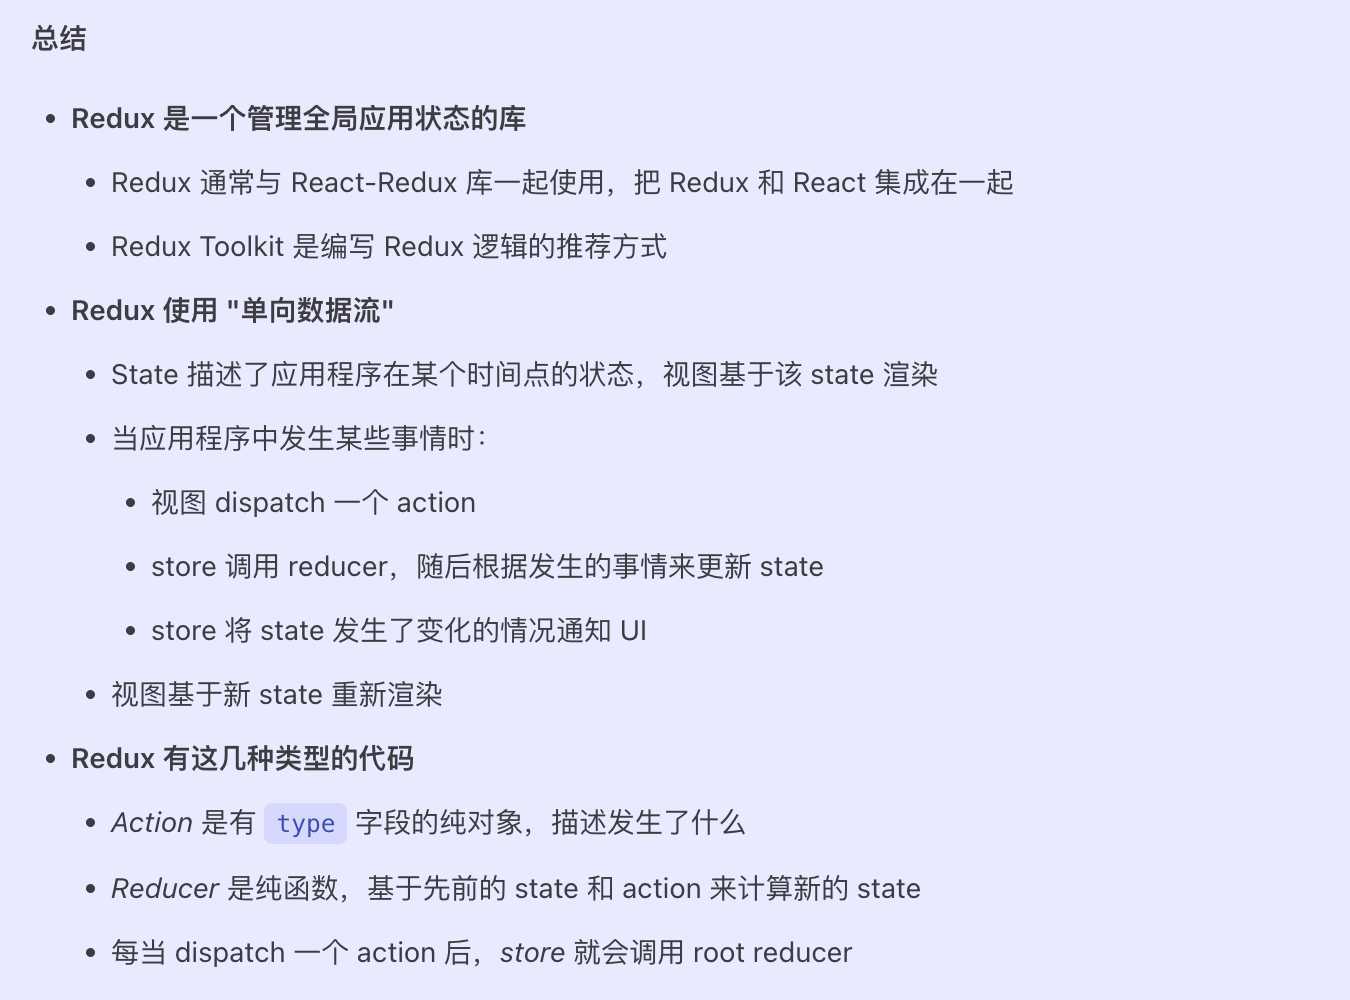 总结
Redux 是一个管理全局应用状态的库
Redux 通常与 React-Redux 库一起使用，把 Redux 和 React 集成在一起
Redux Toolkit 是编写 Redux 逻辑的推荐方式
Redux 使用 "单向数据流"
State 描述了应用程序在某个时间点的状态，视图基于该 state 渲染
当应用程序中发生某些事情时：
视图 dispatch 一个 action
store 调用 reducer，随后根据发生的事情来更新 state
store 将 state 发生了变化的情况通知 UI
视图基于新 state 重新渲染
Redux 有这几种类型的代码
Action 是有 type 字段的纯对象，描述发生了什么
Reducer 是纯函数，基于先前的 state 和 action 来计算新的 state
每当 dispatch 一个 action 后，store 就会调用 root reducer